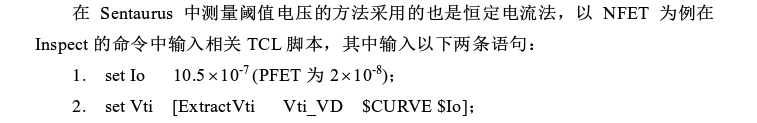 在 Sentaurus 中测量阈值电压的方法采用的也是恒定电流法，以 NFET 为例在
Inspect 的命令中输入相关 TCL 脚本，其中输入以下两条语句：
1. set Io 10.5×10⁻⁷(PFET 为 2×10⁻⁸);
2. set Vti [ExtractVti Vti_VD $CURVE $Io];